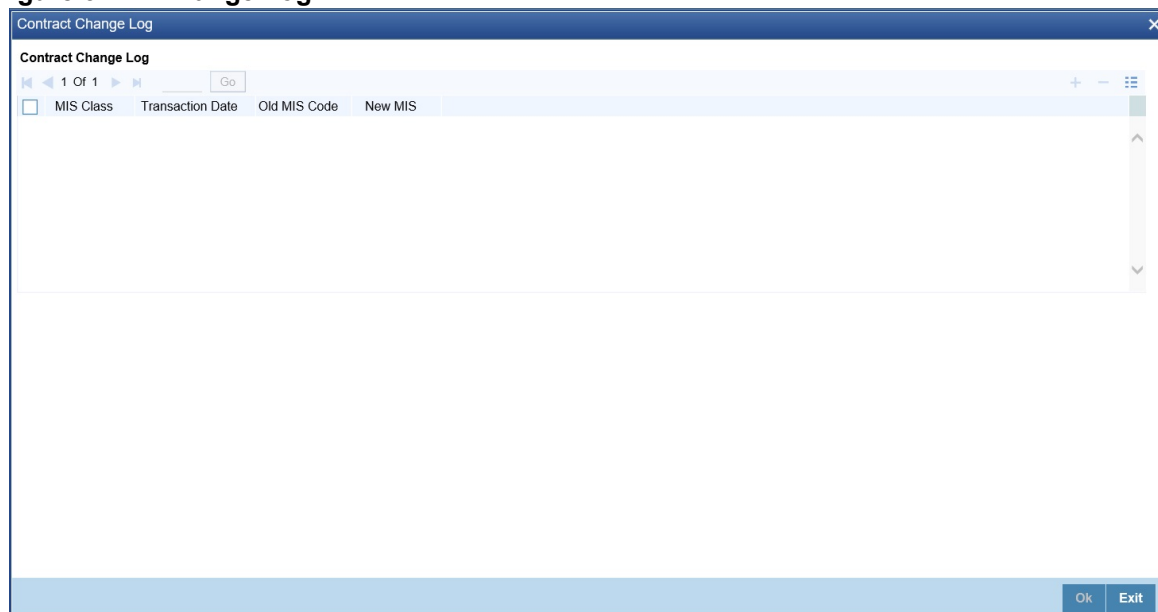 Contract Change Log
Contract Change Log
1 Of 1 Go
MIS Class Transaction Date Old MIS Code New MIS
Ok Exit